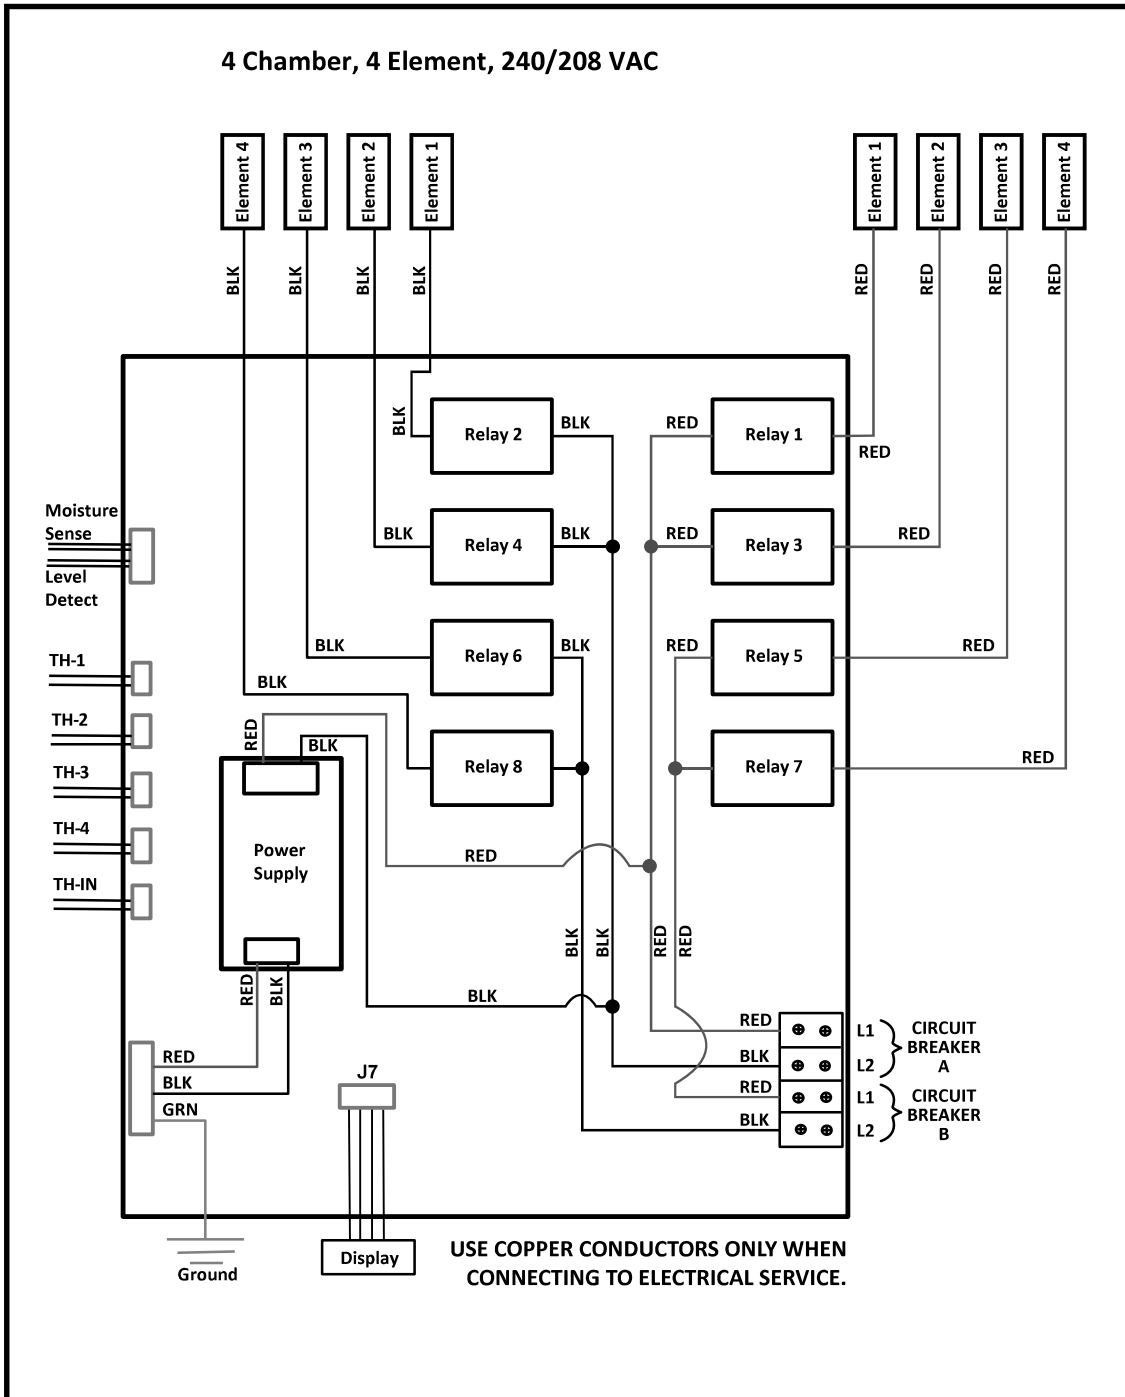 4 Chamber, 4 Element, 240/208 VAC
Element 4
Element 3
Element 2
Element 1
Element 1
Element 2
Element 3
Element 4
BLK
BLK
BLK
BLK
RED
RED
RED
RED
BLK
Relay 2
BLK
RED
Relay 1
RED
Moisture
Sense
Level
Detect
BLK
Relay 4
BLK
RED
Relay 3
RED
BLK
Relay 6
BLK
RED
Relay 5
RED
TH-1
BLK
TH-2
RED
BLK
Relay 8
Relay 7
RED
TH-3
TH-4
TH-IN
Power
Supply
RED
BLK
BLK
RED
RED
RED
BLK
BLK
RED
BLK
GRN
J7
RED
BLK
RED
BLK
L1
L2
L1
L2
CIRCUIT
BREAKER
A
CIRCUIT
BREAKER
B
Ground
Display
USE COPPER CONDUCTORS ONLY WHEN
CONNECTING TO ELECTRICAL SERVICE.